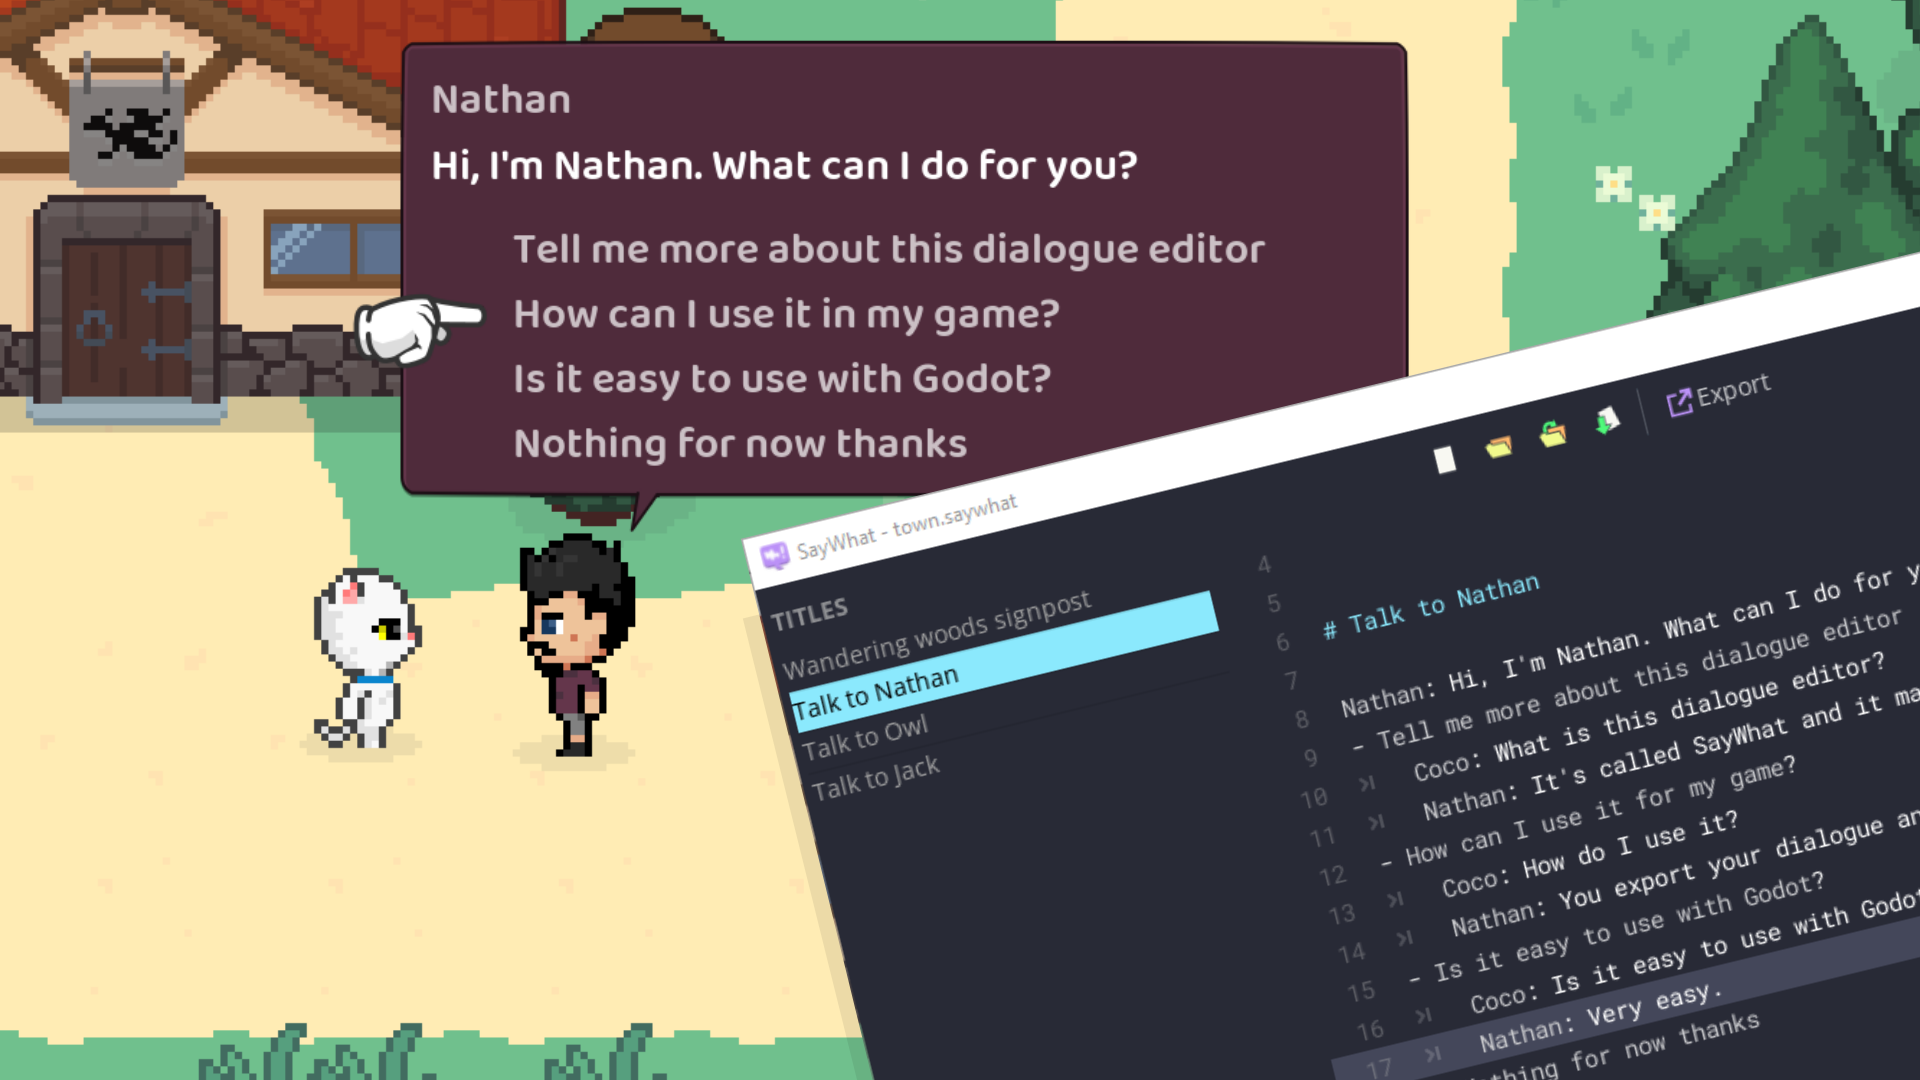 Nathan
Hi, I'm Nathan. What can I do for you?
Tell me more about this dialogue editor
How can I use it in my game?
Is it easy to use with Godot?
Nothing for now thanks
SayWhat - town.saywhat
Export
TITLES
Wandering woods signpost
Talk to Nathan
Talk to Owl
Talk to Jack
4
5
6 # Talk to Nathan
7
8 Nathan: Hi, I'm Nathan. What can I do for y
9 - Tell me more about this dialogue editor
10 Coco: What is this dialogue editor?
11 Nathan: It's called SayWhat and it ma
12 - How can I use it for my game?
13 Coco: How do I use it?
14 Nathan: You export your dialogue an
15 - Is it easy to use with Godot?
16 Coco: Is it easy to use with Godot
17 Nathan: Very easy.
thing for now thanks